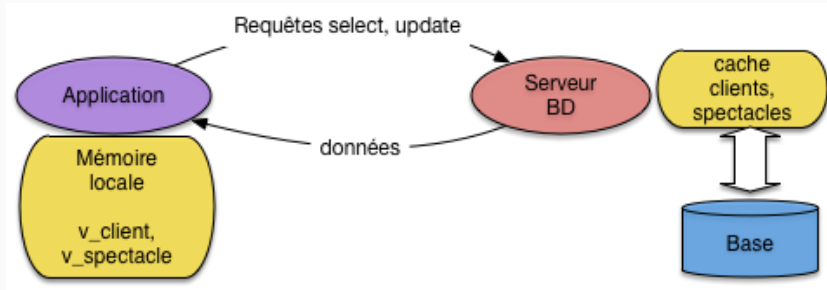 Requêtes select, update
Application
Serveur
BD
cache
clients,
spectacles
données
Mémoire
locale
v_client,
v_spectacle
Base